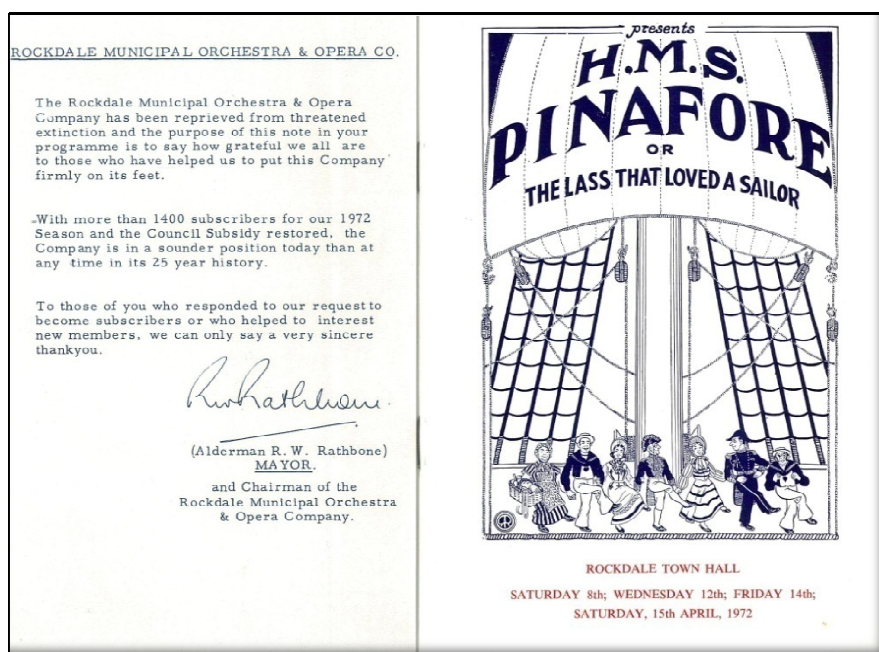 ROCKDALE MUNICIPAL ORCHESTRA & OPERA CO.
The Rockdale Municipal Orchestra & Opera
Company has been reprieved from threatened
extinction and the purpose of this note in your
programme is to say how grateful we all are
to those who have helped us to put this Company
firmly on its feet.
With more than 1400 subscribers for our 1972
Season and the Council Subsidy restored, the
Company is in a sounder position today than at
any time in its 25 year history.
To those of you who responded to our request to
become subscribers or who helped to interest
new members, we can only say a very sincere
thankyou.
RWRathbone.
(Alderman R. W. Rathbone)
MAYOR.
and Chairman of the
Rockdale Municipal Orchestra
& Opera Company.
presents
H.M.S.
PINAFORE
OR
THE LASS THAT LOVED A SAILOR
ROCKDALE TOWN HALL
SATURDAY 8th; WEDNESDAY 12th; FRIDAY 14th;
SATURDAY, 15th APRIL, 1972